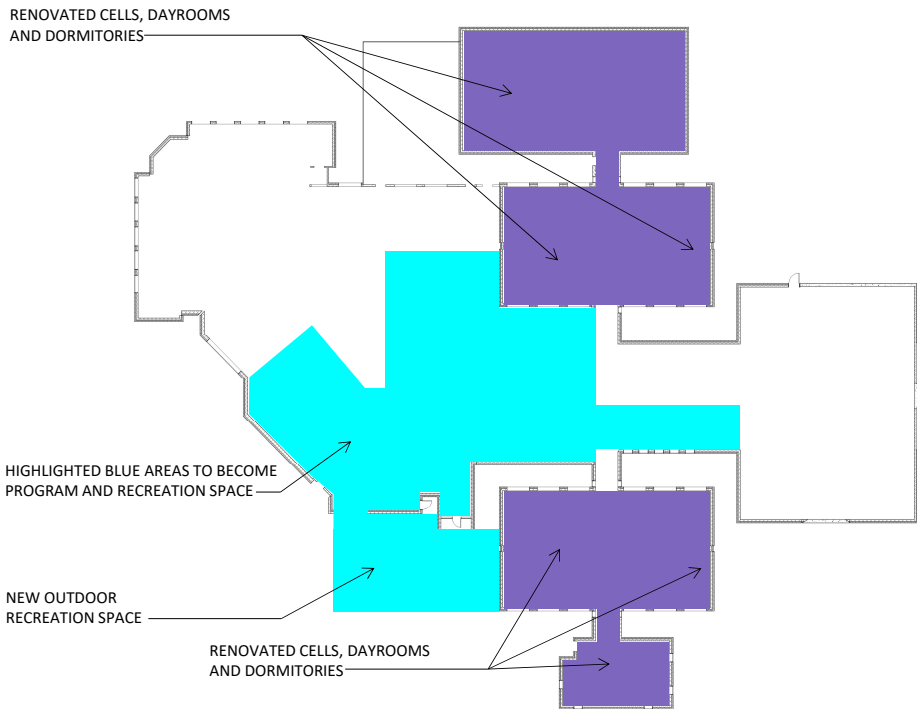 RENOVATED CELLS, DAYROOMS
AND DORMITORIES
HIGHLIGHTED BLUE AREAS TO BECOME
PROGRAM AND RECREATION SPACE
NEW OUTDOOR
RECREATION SPACE
RENOVATED CELLS, DAYROOMS
AND DORMITORIES